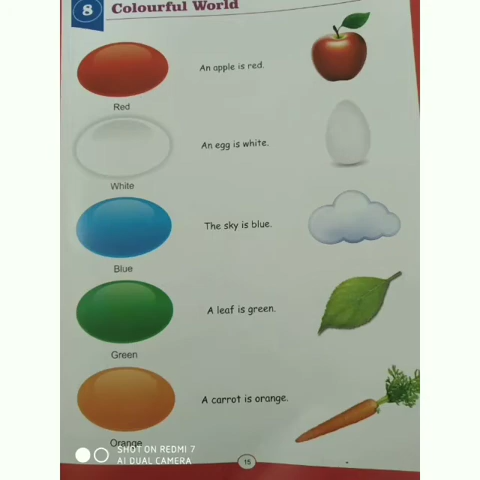 8
Colourful World
An apple is red.
Red
An egg is white.
White
The sky is blue.
Blue
A leaf is green.
Green
A carrot is orange.
Orange
SHOT ON REDMI 7
AI DUAL CAMERA
15